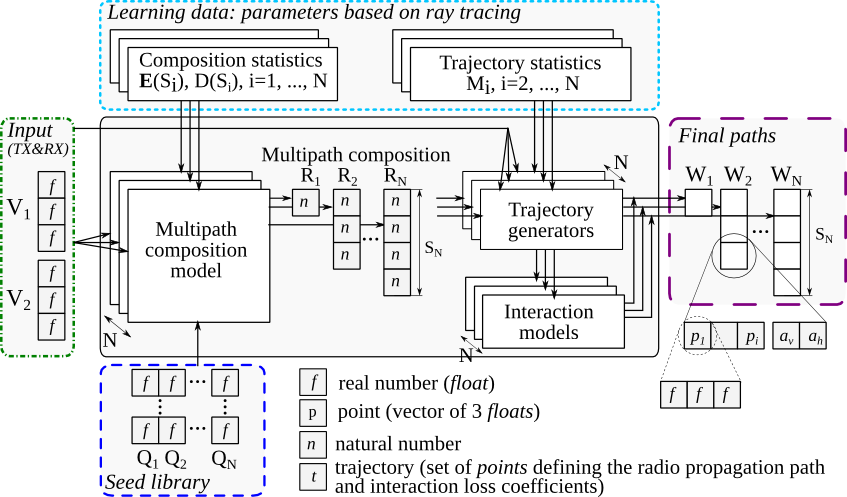 Learning data: parameters based on ray tracing
Composition statistics
E(Si), D(Si), i=1, ..., N
Trajectory statistics
Mi, i=2, ..., N
Input
(TX&RX)
V1
f
f
f
V2
f
f
f
Multipath composition
R1 R2 RN
n
n
n
n
...
n
n
n
n
SN
Multipath
composition
model
N
Trajectory
generators
N
Interaction
models
N
Final paths
W1 W2 WN
...
SN
p1 pi av ah
f f f
f f ... f
f f ... f
Q1 Q2 QN
Seed library
f real number (float)
p point (vector of 3 floats)
n natural number
t trajectory (set of points defining the radio propagation path
and interaction loss coefficients)